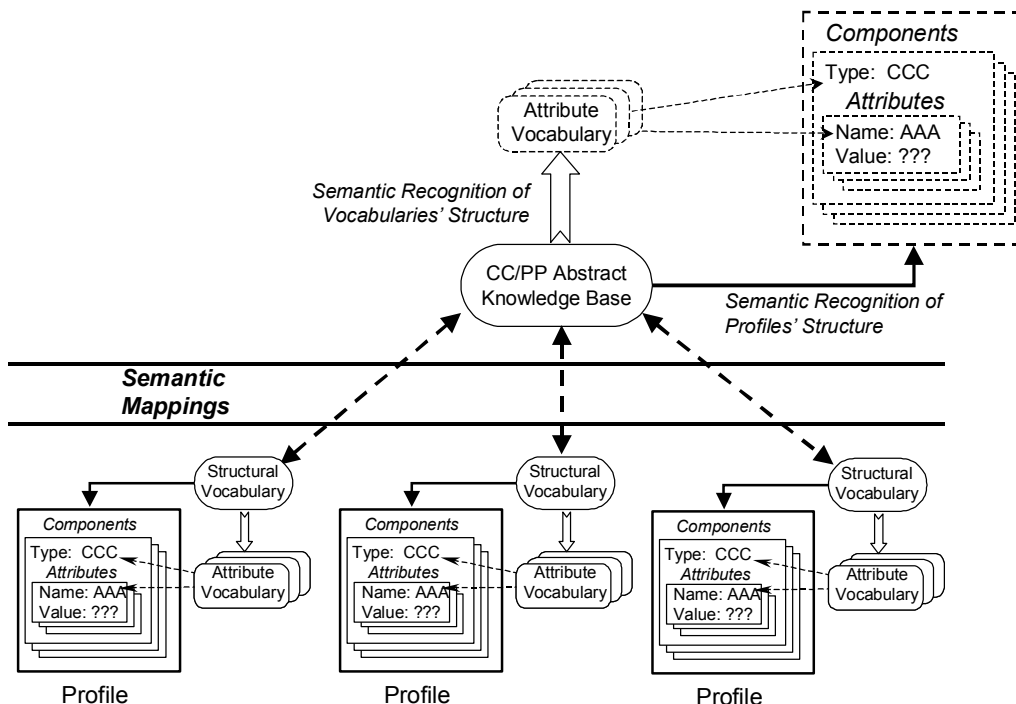 Components
Type: CCC
Attributes
Name: AAA
Value: ???
Attribute
Vocabulary
Semantic Recognition of
Vocabularies' Structure
CC/PP Abstract
Knowledge Base
Semantic Recognition of
Profiles' Structure
Semantic
Mappings
Structural
Vocabulary
Components
Type: CCC
Attributes
Name: AAA
Value: ???
Attribute
Vocabulary
Profile
Structural
Vocabulary
Components
Type: CCC
Attributes
Name: AAA
Value: ???
Attribute
Vocabulary
Profile
Structural
Vocabulary
Components
Type: CCC
Attributes
Name: AAA
Value: ???
Attribute
Vocabulary
Profile